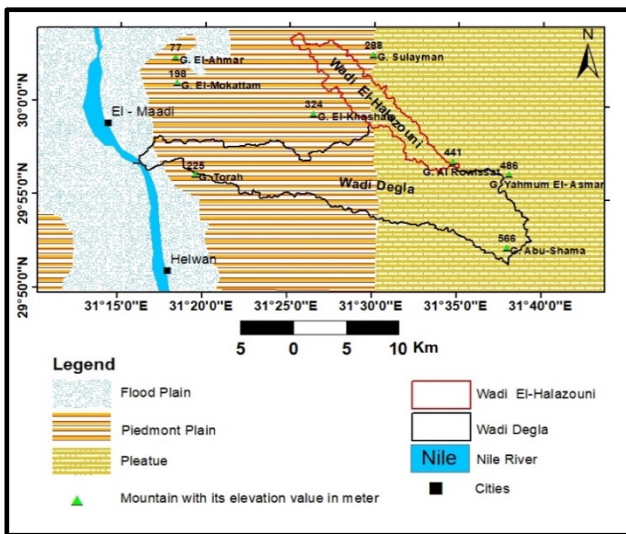 77
G. El-Ahmar
288
G. Sulayman
N
198
G. El-Mokattam
Wadi El-Halazouni
30°0'0"N
El - Maadi
324
G. El-Khashab
441
G. Al Rowissat
486
G. Yahmum El-Asmar
225
G. Torah
Wadi Degla
29°55'0"N
566
G. Abu-Shama
Helwan
29°50'0"N
31°15'0"E
31°20'0"E
31°25'0"E
31°30'0"E
31°35'0"E
31°40'0"E
5 0 5 10 Km
Legend
Flood Plain
Piedmont Plain
Pleatue
Mountain with its elevation value in meter
Wadi El-Halazouni
Wadi Degla
Nile
Nile River
Cities